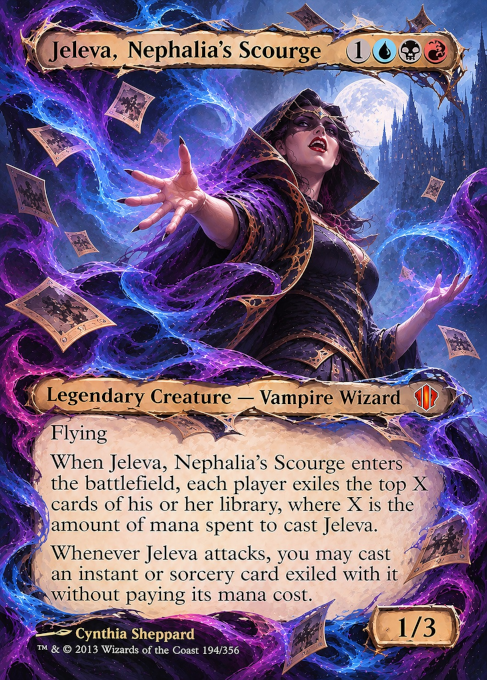 Jeleva, Nephalia's Scourge 1
Legendary Creature — Vampire Wizard
Flying
When Jeleva, Nephalia's Scourge enters
the battlefield, each player exiles the top X
cards of his or her library, where X is the
amount of mana spent to cast Jeleva.
Whenever Jeleva attacks, you may cast
an instant or sorcery card exiled with it
without paying its mana cost.
Cynthia Sheppard
1/3
™ & © 2013 Wizards of the Coast 194/356